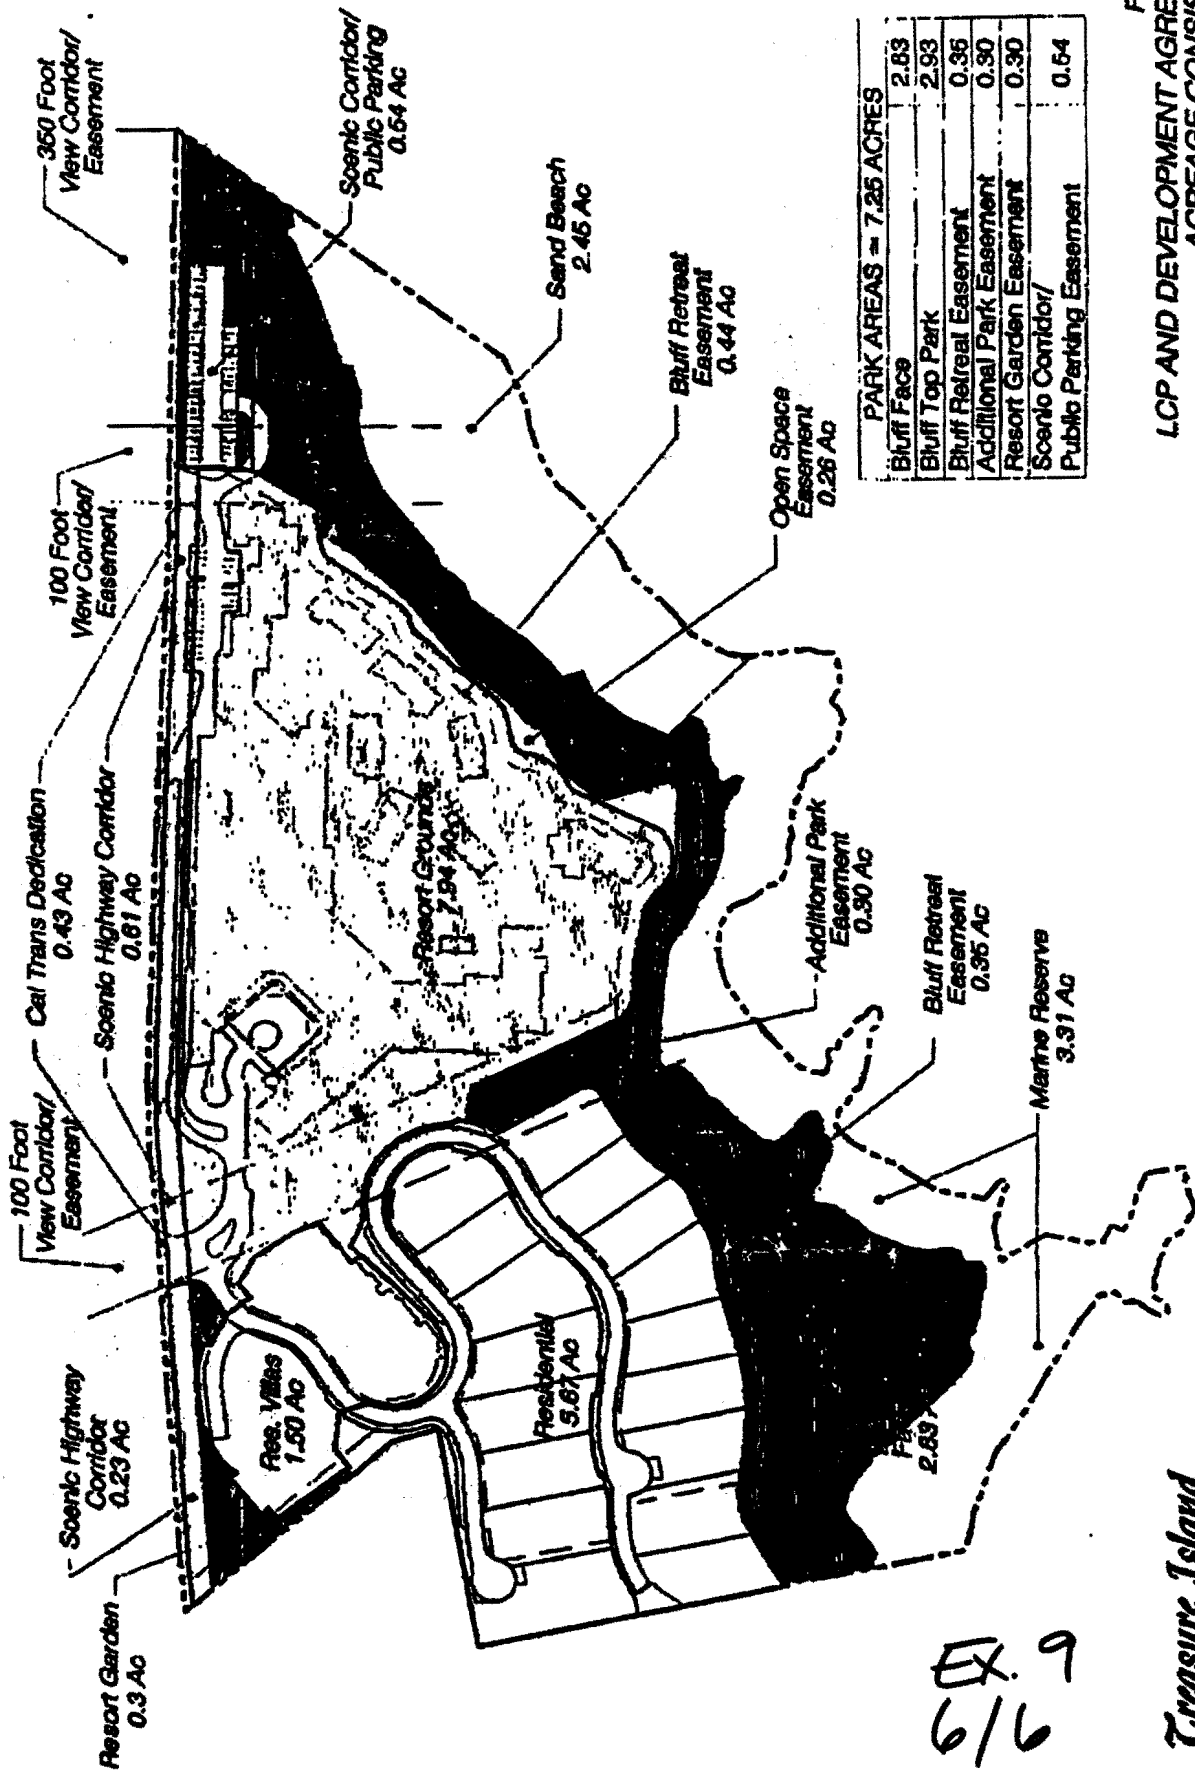 350 Foot
View Corridor/
Easement
Scenic Corridor/
Public Parking
0.54 Ac
Sand Beach
2.45 Ac
Bluff Retreat
Easement
0.44 Ac
Open Space
Easement
0.26 Ac
100 Foot
View Corridor/
Easement
Cal Trans Dedication
0.43 Ac
Scenic Highway Corridor
0.61 Ac
100 Foot
View Corridor/
Easement
Scenic Highway
Corridor
0.23 Ac
Resort Garden
0.3 Ac
Resort Grounds
7.94 Ac
Res. Villas
1.50 Ac
Residential
5.67 Ac
2.83
Additional Park
Easement
0.30 Ac
Bluff Retreat
Easement
0.35 Ac
Marine Reserve
3.31 Ac
PARK AREAS = 7.25 ACRES
Bluff Face 2.83
Bluff Top Park 2.93
Bluff Retreat Easement 0.35
Additional Park Easement 0.30
Resort Garden Easement 0.30
Scenic Corridor/
Public Parking Easement 0.54
LCP AND DEVELOPMENT AGRE
ACREAGE CONSIS
Treasure Island
EX. 9
6/6